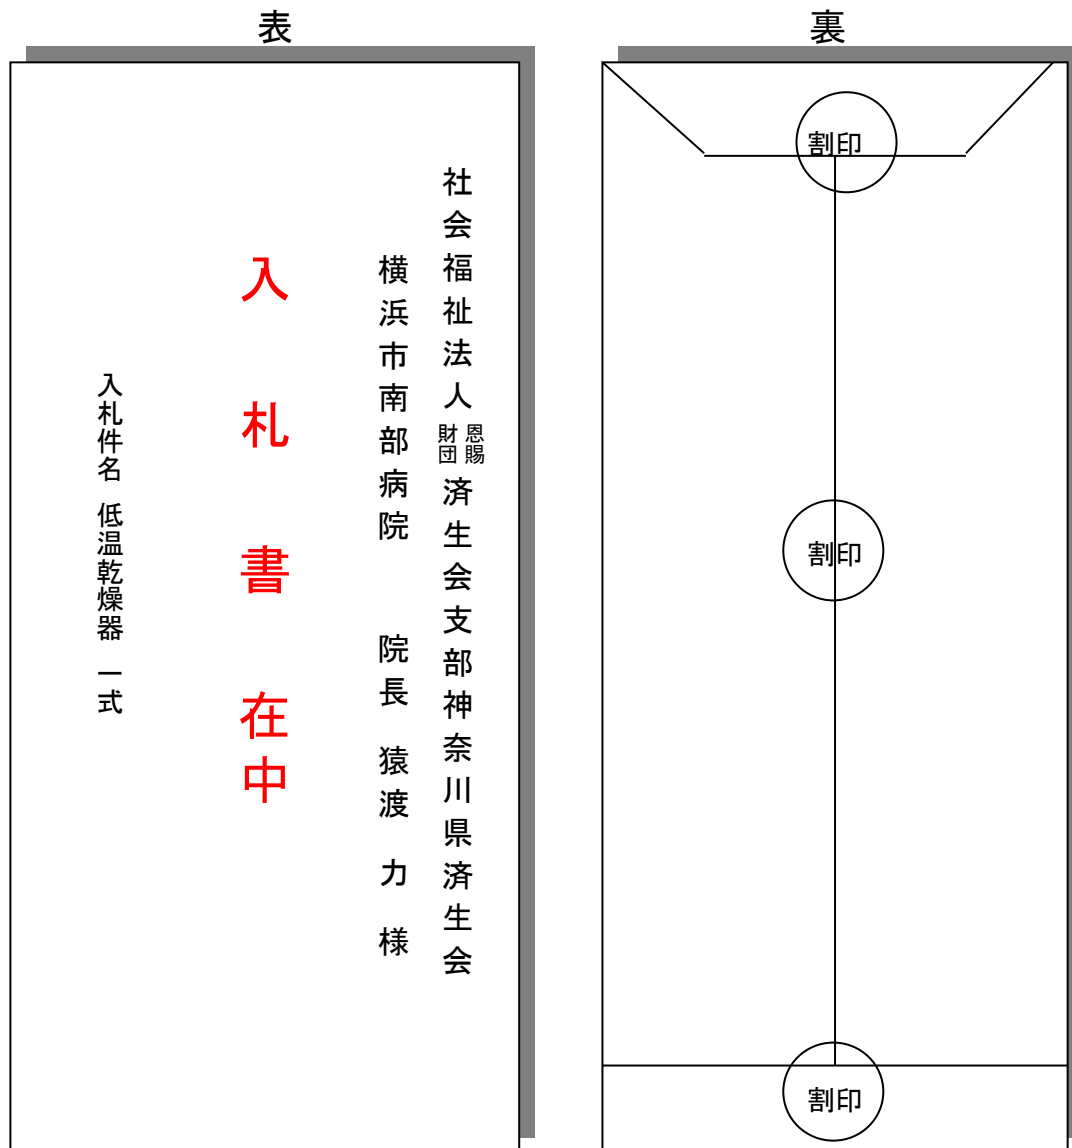 表
社会福祉法人恩賜財団済生会支部神奈川県済生会
横浜市南部病院 院長 猿渡 力 様
入札書在中
入札件名 低温乾燥器 一式
裏
割印
割印
割印